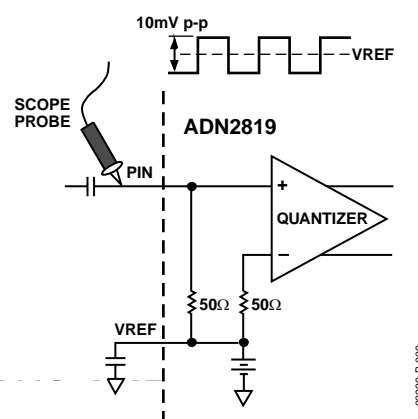 10mV p-p
VREF
SCOPE
PROBE
ADN2819
PIN
+
QUANTIZER
−
50Ω
50Ω
VREF